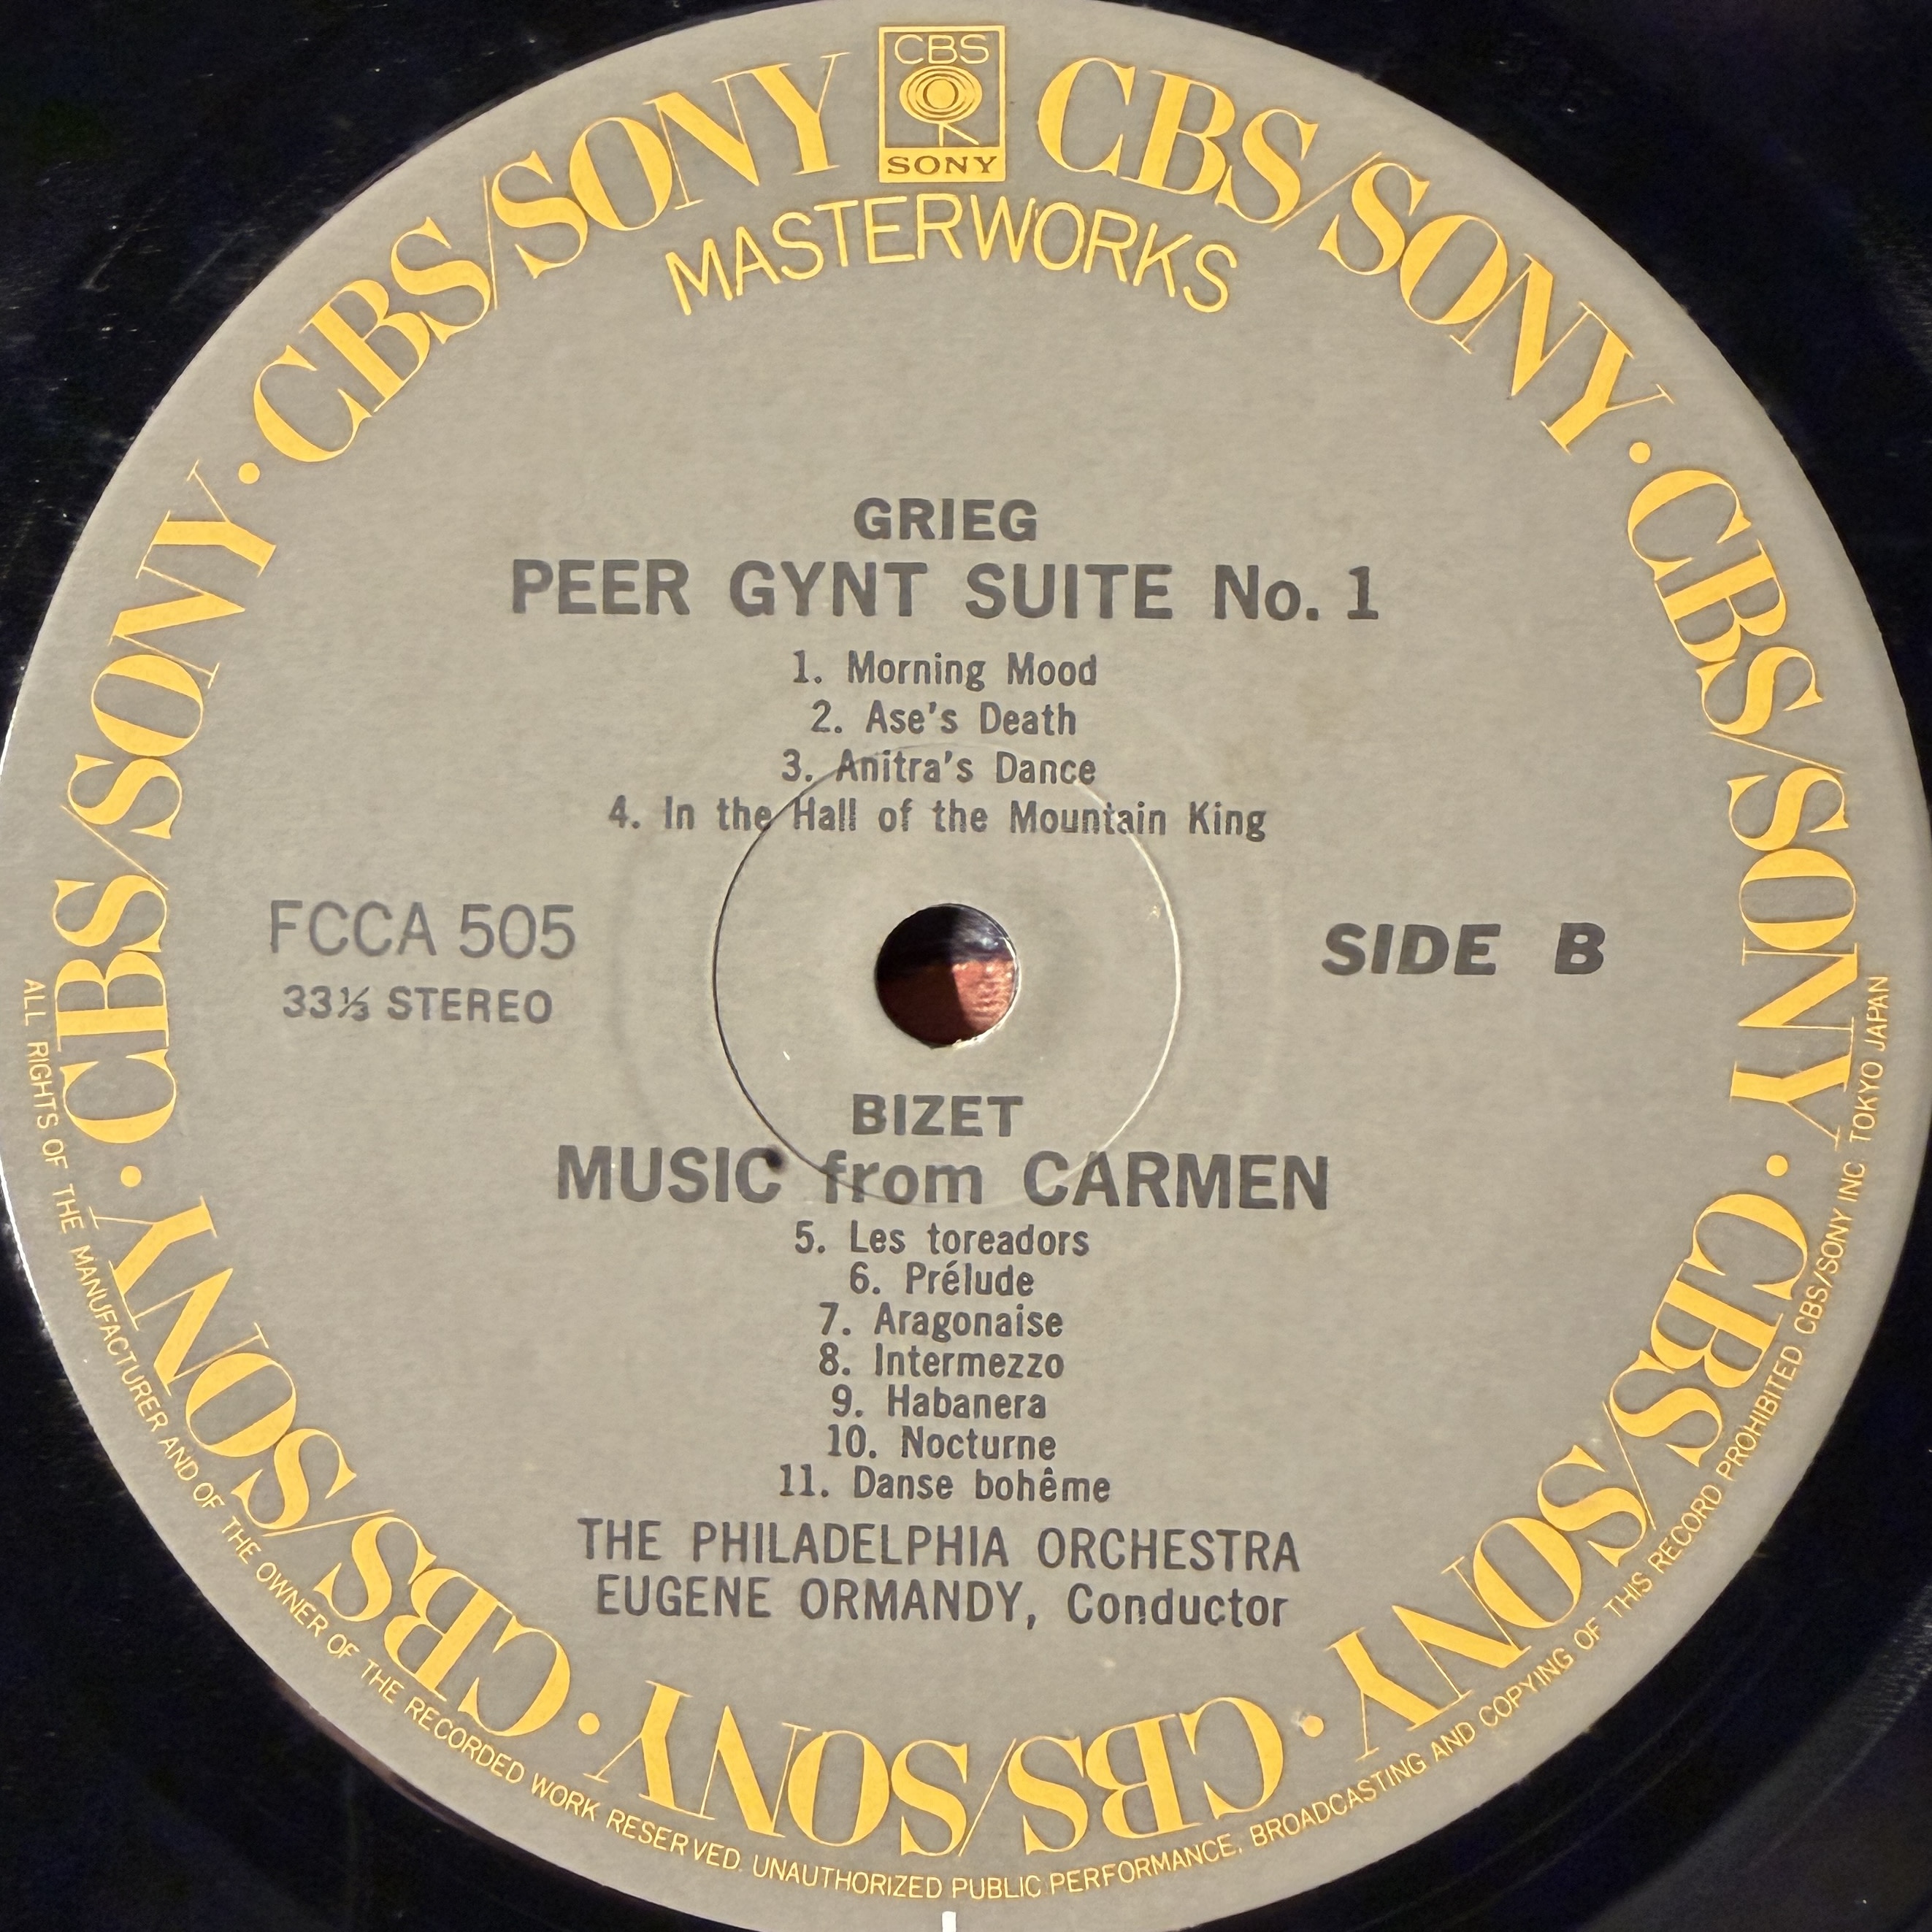 CBS
SONY
CBS/SONY · CBS/SONY · CBS/SONY · CBS/SONY · CBS/SONY · CBS/SONY · CBS/SONY · CBS/SONY
MASTERWORKS
GRIEG
PEER GYNT SUITE No. 1
1. Morning Mood
2. Ase's Death
3. Anitra's Dance
4. In the Hall of the Mountain King
FCCA 505
33⅓ STEREO
SIDE B
BIZET
MUSIC from CARMEN
5. Les toreadors
6. Prélude
7. Aragonaise
8. Intermezzo
9. Habanera
10. Nocturne
11. Danse bohême
THE PHILADELPHIA ORCHESTRA
EUGENE ORMANDY, Conductor
ALL RIGHTS OF THE MANUFACTURER AND OF THE OWNER OF THE RECORDED WORK RESERVED. UNAUTHORIZED PUBLIC PERFORMANCE, BROADCASTING AND COPYING OF THIS RECORD PROHIBITED. CBS/SONY INC. TOKYO JAPAN